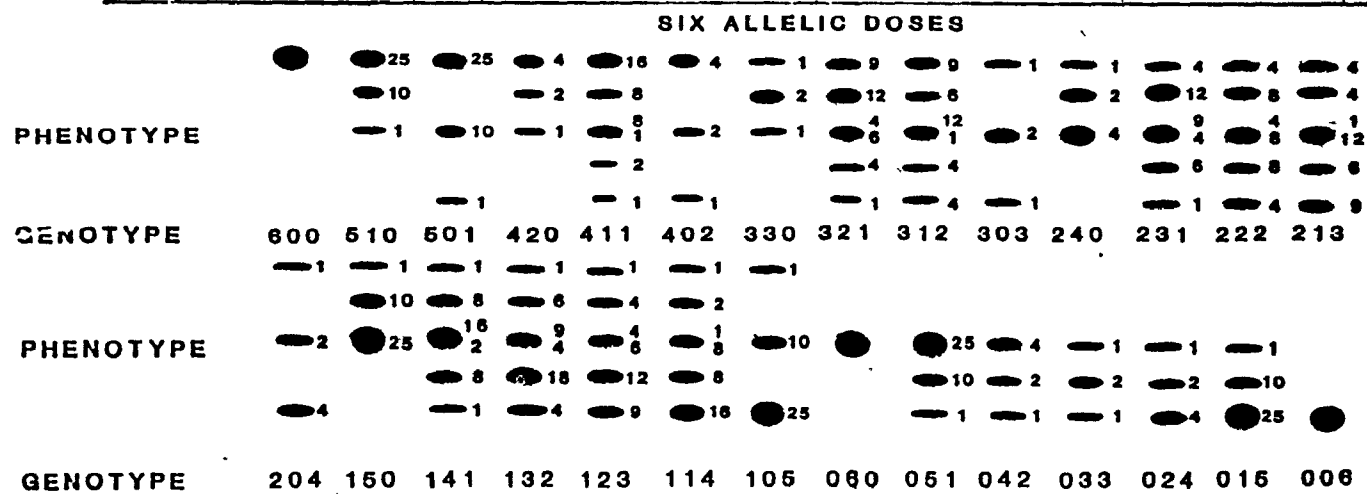 SIX ALLELIC DOSES
25 25 4 16 4 1 9 9 1 1 4 4 4
10 2 8 2 12 6 2 12 8 4
8 4 12 9 4 1
PHENOTYPE 1 10 1 1 2 1 6 1 2 4 4 8 12
2 4 4 6 8 6
1 1 1 1 4 1 1 4 9
GENOTYPE 600 510 501 420 411 402 330 321 312 303 240 231 222 213
1 1 1 1 1 1 1
10 8 6 4 2
16 9 4 1
PHENOTYPE 2 25 2 4 6 8 10 25 4 1 1 1
8 18 12 8 10 2 2 2 10
4 1 4 9 16 25 1 1 1 4 25
GENOTYPE 204 150 141 132 123 114 105 060 051 042 033 024 015 006